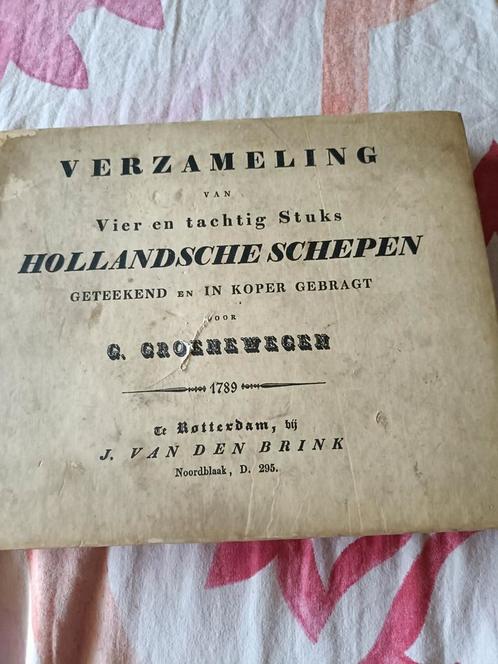 VERZAMELING
VAN
Vier en tachtig Stuks
HOLLANDSCHE SCHEPEN
GETEEKEND EN IN KOPER GEBRAGT
DOOR
G. GROENEWEGEN
1789
Te Rotterdam, bij
J. VAN DEN BRINK
Noordblaak, D. 295.